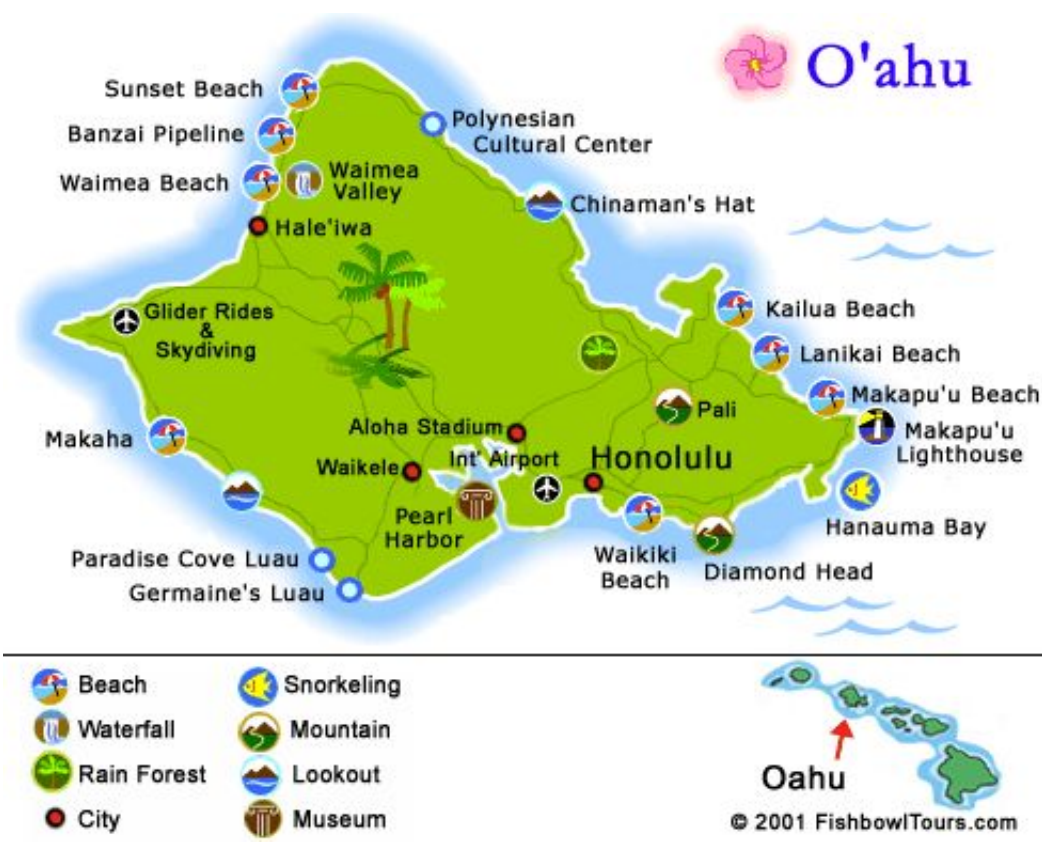 O'ahu
Sunset Beach
Banzai Pipeline
Waimea Beach
Waimea
Valley
Hale'iwa
Polynesian
Cultural Center
Chinaman's Hat
Glider Rides
&
Skydiving
Kailua Beach
Lanikai Beach
Makapu'u Beach
Makapu'u
Lighthouse
Pali
Makaha
Aloha Stadium
Waikele
Int' Airport
Honolulu
Pearl
Harbor
Hanauma Bay
Waikiki
Beach
Diamond Head
Paradise Cove Luau
Germaine's Luau
Beach
Waterfall
Rain Forest
City
Snorkeling
Mountain
Lookout
Museum
Oahu
© 2001 FishbowlTours.com